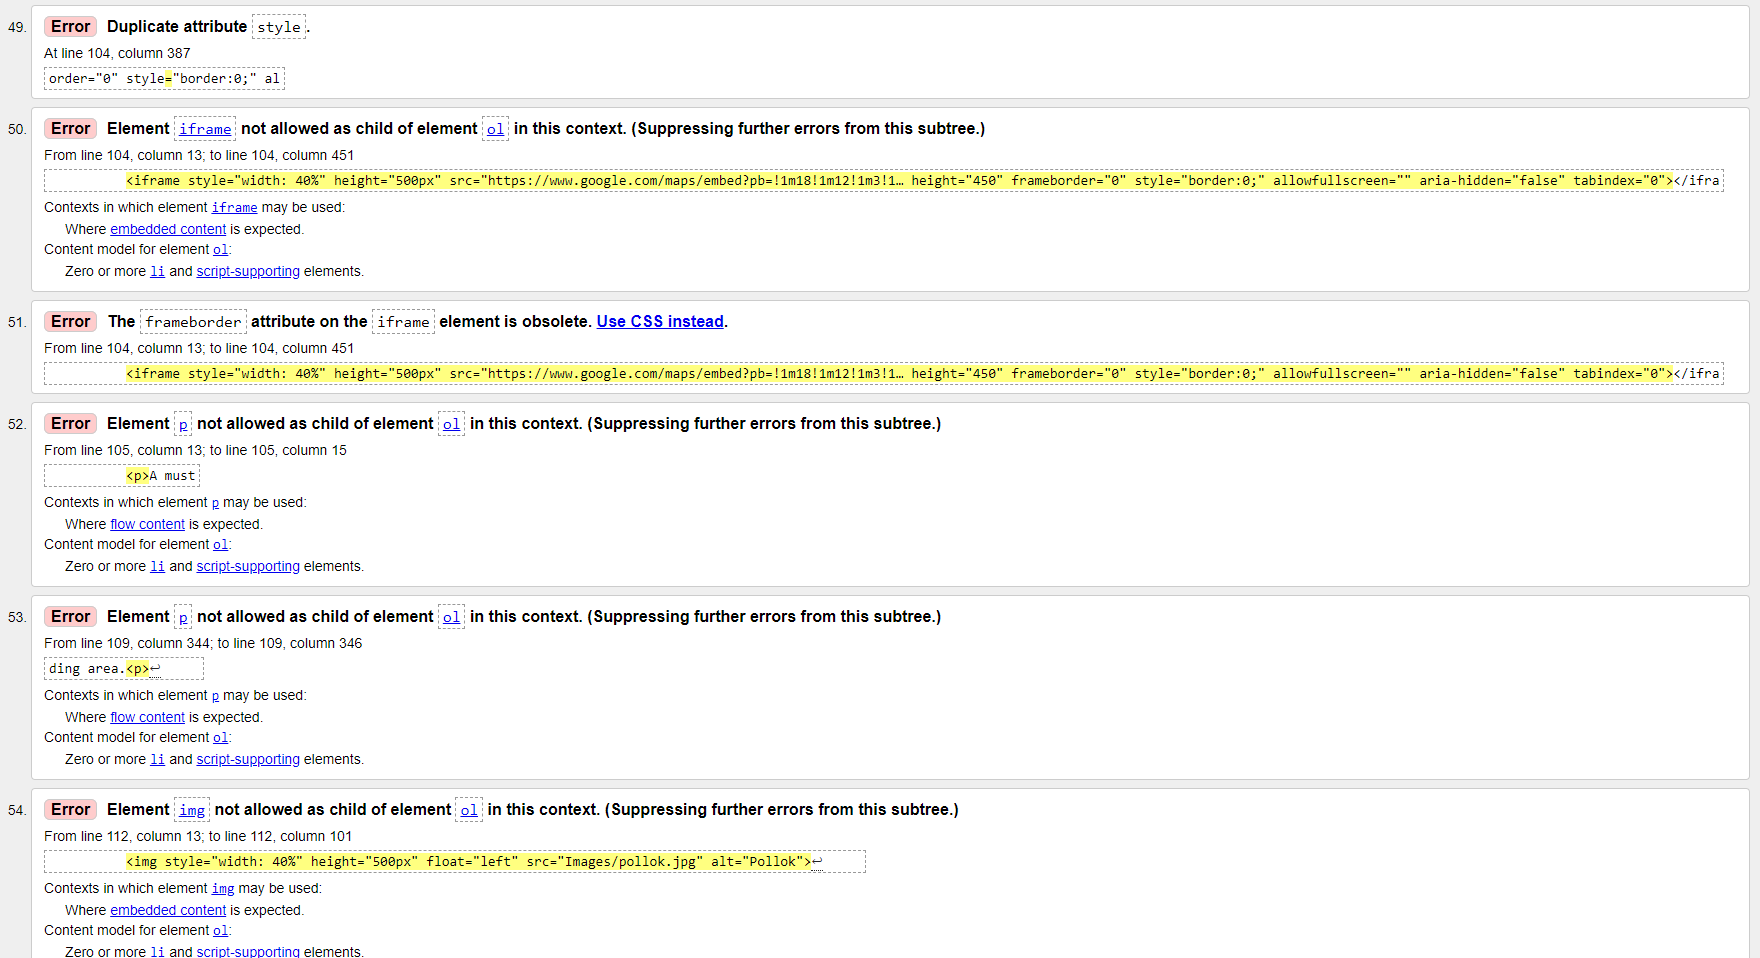 49. Error Duplicate attribute style.
At line 104, column 387
order="0" style="border:0;" al
50. Error Element iframe not allowed as child of element ol in this context. (Suppressing further errors from this subtree.)
From line 104, column 13; to line 104, column 451
<iframe style="width: 40%" height="500px" src="https://www.google.com/maps/embed?pb=!1m18!1m12!1m3!1… height="450" frameborder="0" style="border:0;" allowfullscreen="" aria-hidden="false" tabindex="0"></ifra
Contexts in which element iframe may be used:
Where embedded content is expected.
Content model for element ol:
Zero or more li and script-supporting elements.
51. Error The frameborder attribute on the iframe element is obsolete. Use CSS instead.
From line 104, column 13; to line 104, column 451
<iframe style="width: 40%" height="500px" src="https://www.google.com/maps/embed?pb=!1m18!1m12!1m3!1… height="450" frameborder="0" style="border:0;" allowfullscreen="" aria-hidden="false" tabindex="0"></ifra
52. Error Element p not allowed as child of element ol in this context. (Suppressing further errors from this subtree.)
From line 105, column 13; to line 105, column 15
<p>A must
Contexts in which element p may be used:
Where flow content is expected.
Content model for element ol:
Zero or more li and script-supporting elements.
53. Error Element p not allowed as child of element ol in this context. (Suppressing further errors from this subtree.)
From line 109, column 344; to line 109, column 346
ding area.<p>↩
Contexts in which element p may be used:
Where flow content is expected.
Content model for element ol:
Zero or more li and script-supporting elements.
54. Error Element img not allowed as child of element ol in this context. (Suppressing further errors from this subtree.)
From line 112, column 13; to line 112, column 101
<img style="width: 40%" height="500px" float="left" src="Images/pollok.jpg" alt="Pollok">↩
Contexts in which element img may be used:
Where embedded content is expected.
Content model for element ol:
Zero or more li and script-supporting elements.